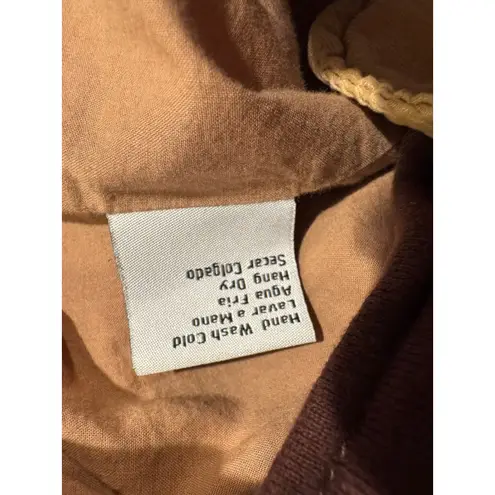 Hand Wash Cold
Lavar a Mano
Agua Fria
Hang Dry
Secar Colgado